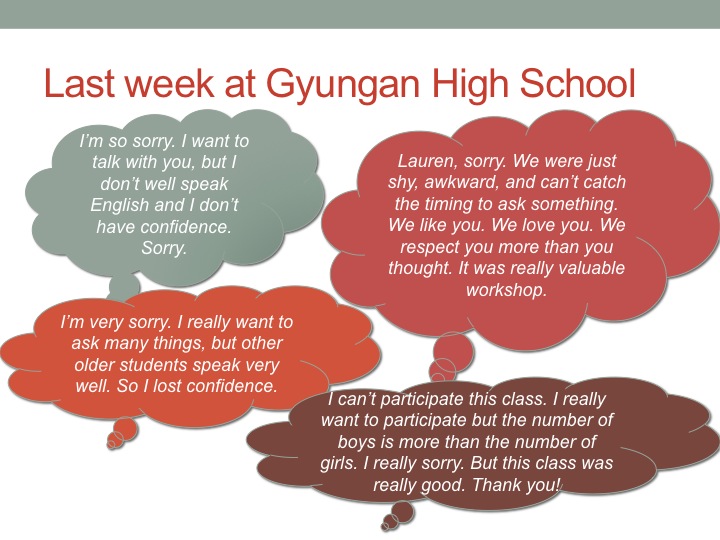 Last week at Gyungan High School
I'm so sorry. I want to
talk with you, but I
don't well speak
English and I don't
have confidence.
Sorry.
Lauren, sorry. We were just
shy, awkward, and can't catch
the timing to ask something.
We like you. We love you. We
respect you more than you
thought. It was really valuable
workshop.
I'm very sorry. I really want to
ask many things, but other
older students speak very
well. So I lost confidence.
I can't participate this class. I really
want to participate but the number of
boys is more than the number of
girls. I really sorry. But this class was
really good. Thank you!